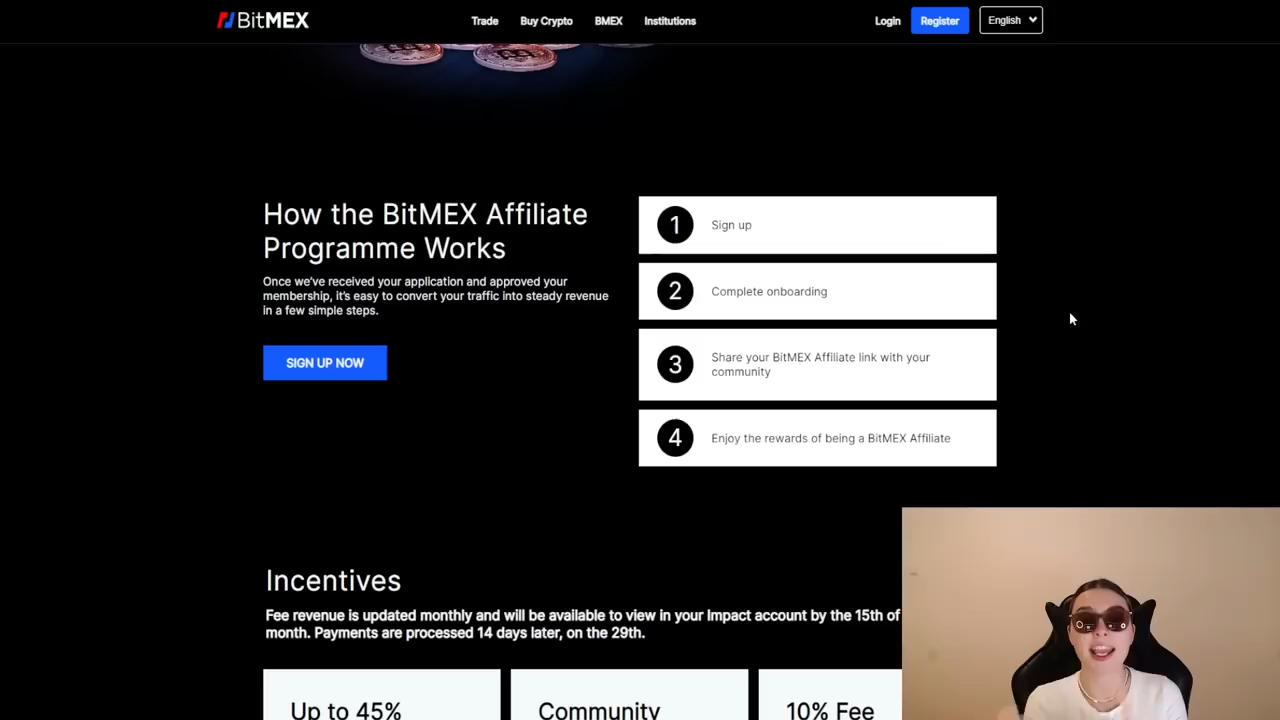 BitMEX
Trade
Buy Crypto
BMEX
Institutions
Login
Register
English
How the BitMEX Affiliate
Programme Works
Once we've received your application and approved your
membership, it's easy to convert your traffic into steady revenue
in a few simple steps.
SIGN UP NOW
1 Sign up
2 Complete onboarding
3 Share your BitMEX Affiliate link with your
community
4 Enjoy the rewards of being a BitMEX Affiliate
Incentives
Fee revenue is updated monthly and will be available to view in your Impact account by the 15th of
month. Payments are processed 14 days later, on the 29th.
Up to 45%
Community
10% Fee